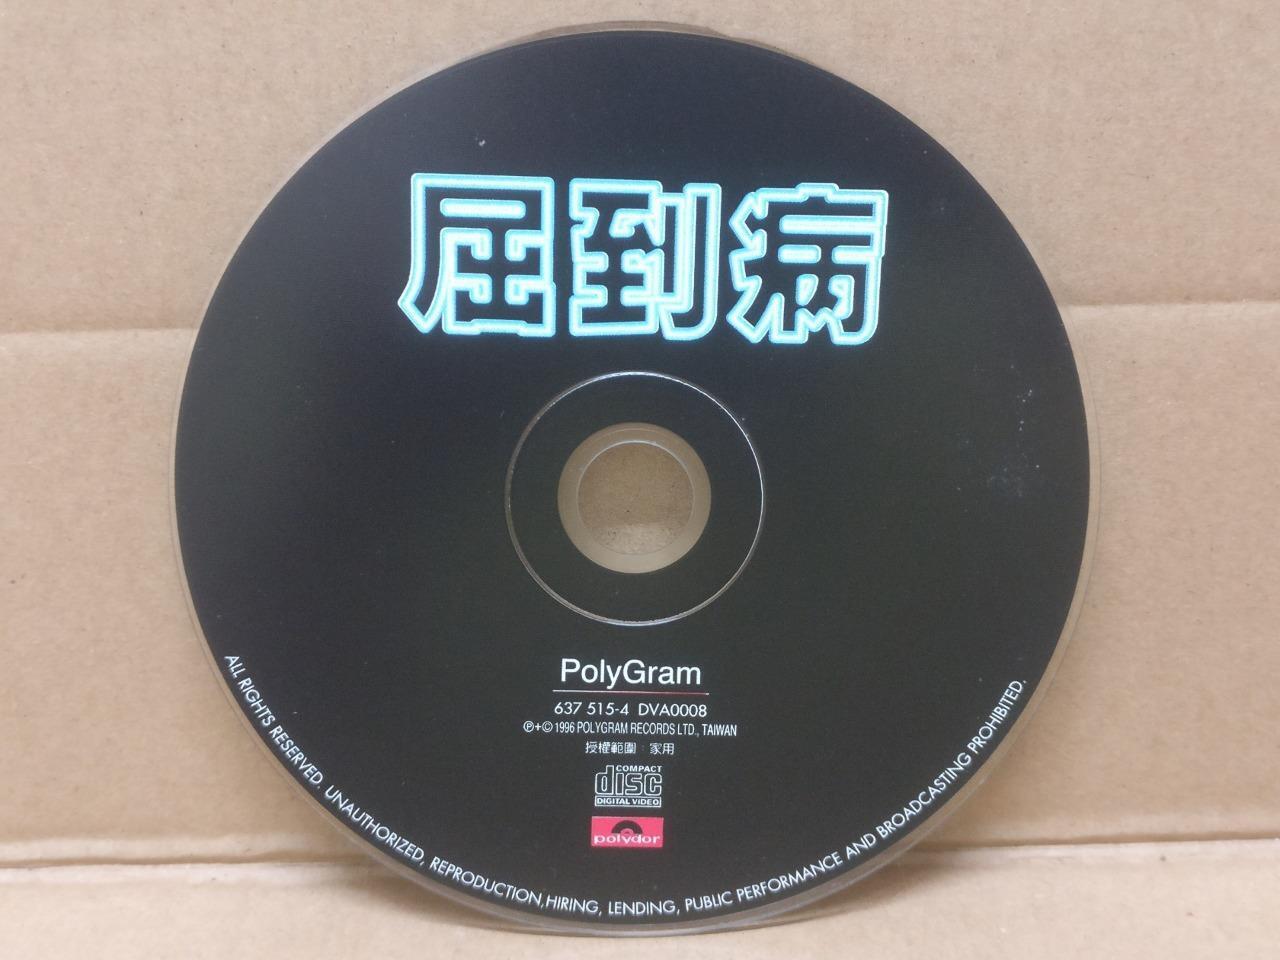 屈到病
PolyGram
637 515-4 DVA0008
℗+© 1996 POLYGRAM RECORDS LTD., TAIWAN
授權範圍：家用
COMPACT
disc
DIGITAL VIDEO
polydor
ALL RIGHTS RESERVED. UNAUTHORIZED, REPRODUCTION,HIRING, LENDING, PUBLIC PERFORMANCE AND BROADCASTING PROHIBITED.